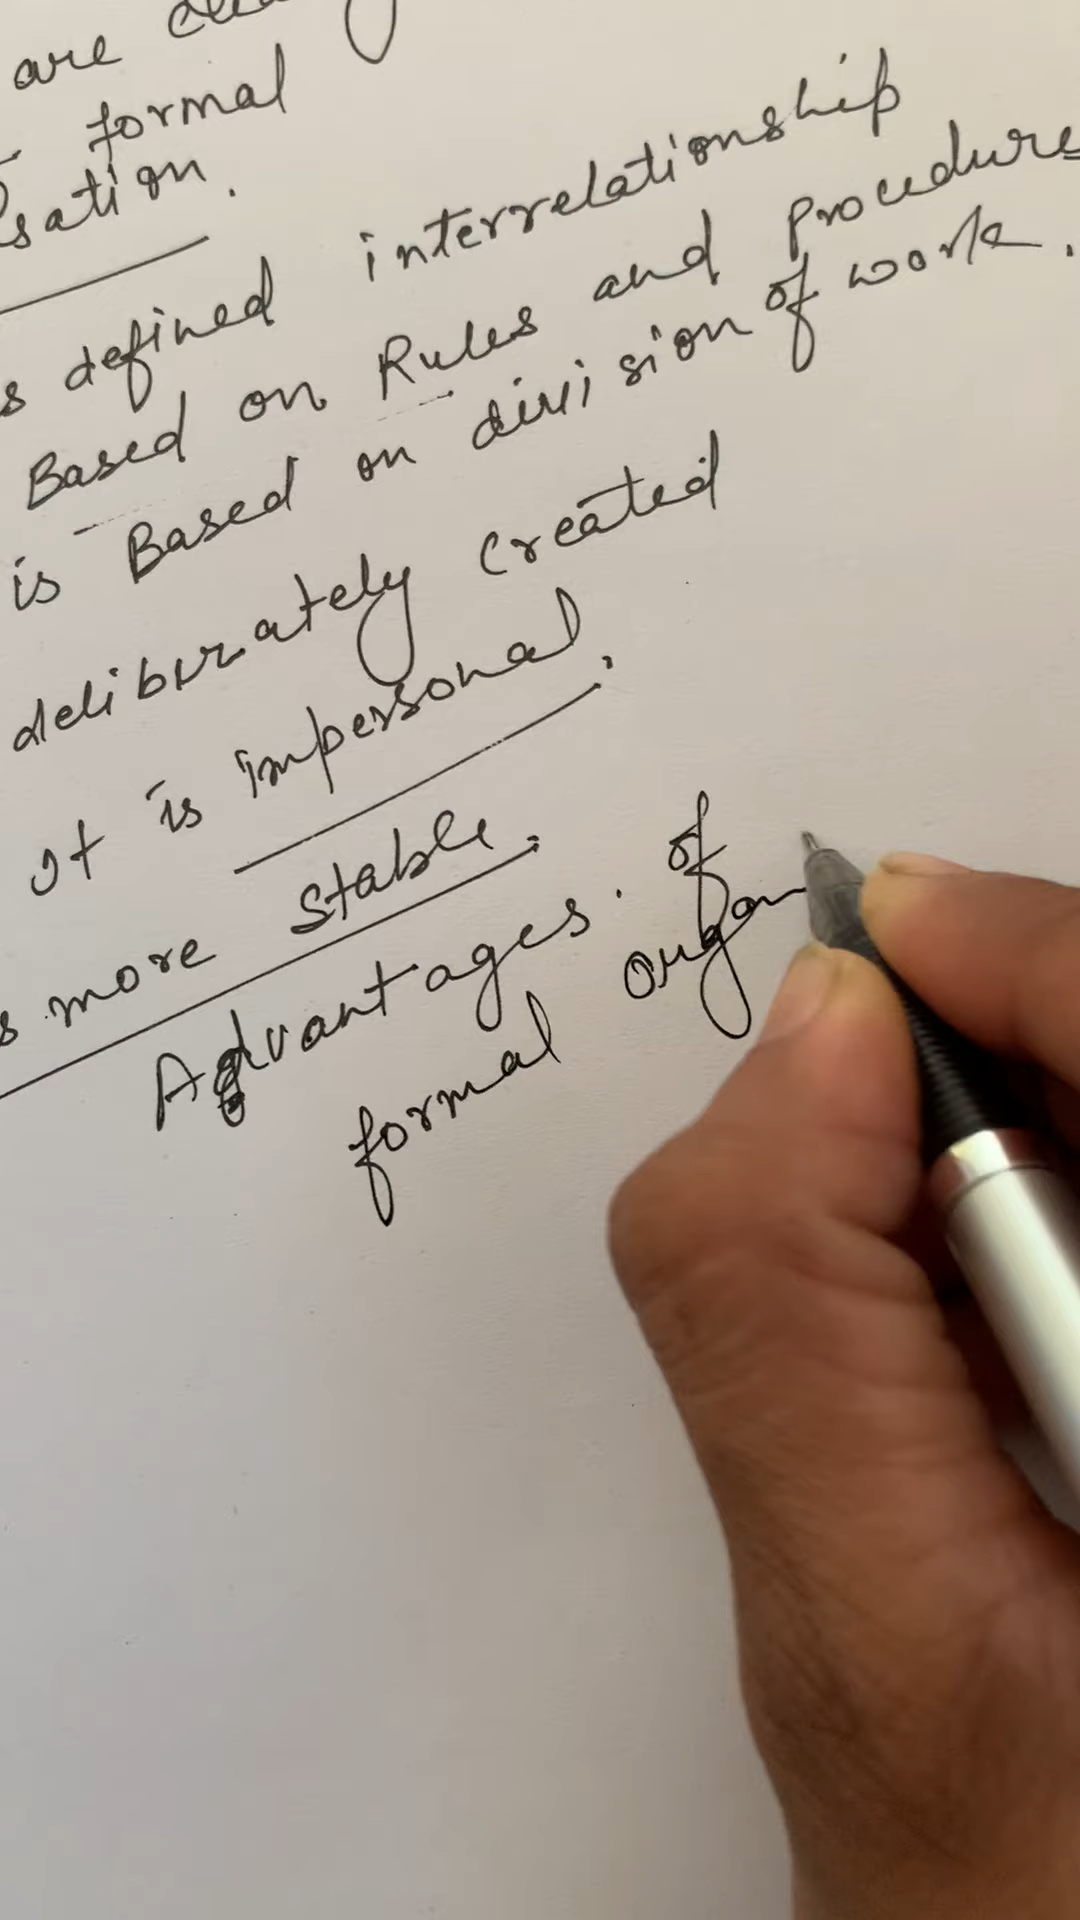 are
formal
sation.
s defined interrelationship
Based on Rules and Procedures
is Based on division of work.
deliberately created
It is impersonal.
s more stable.
Advantages. of
formal organ